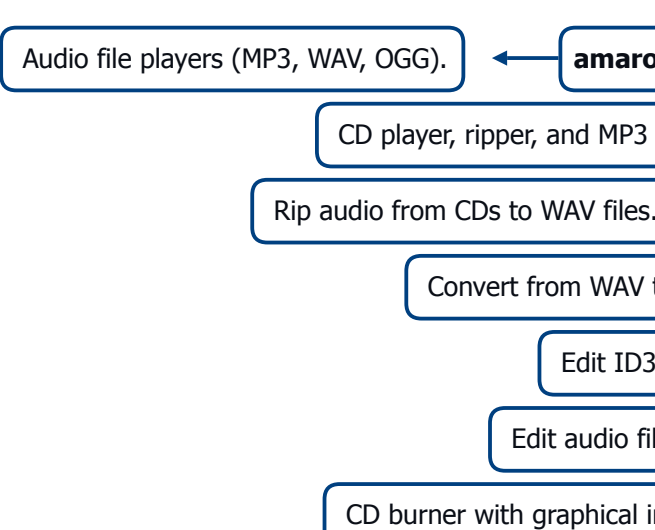 Audio file players (MP3, WAV, OGG). amaro
CD player, ripper, and MP3
Rip audio from CDs to WAV files.
Convert from WAV
Edit ID3
Edit audio
CD burner with graphical